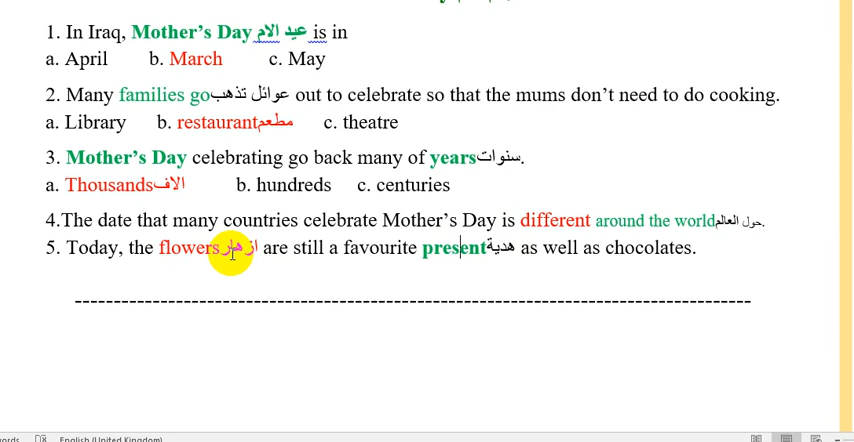 1. In Iraq, Mother's Day عيد الام is in
a. April b. March c. May
2. Many families go عوائل تذهب out to celebrate so that the mums don't need to do cooking.
a. Library b. restaurant مطعم c. theatre
3. Mother's Day celebrating go back many of years سنوات.
a. Thousands الاف b. hundreds c. centuries
4.The date that many countries celebrate Mother's Day is different around the world حول العالم.
5. Today, the flowers ازهار are still a favourite present هدية as well as chocolates.
English (United Kingdom)